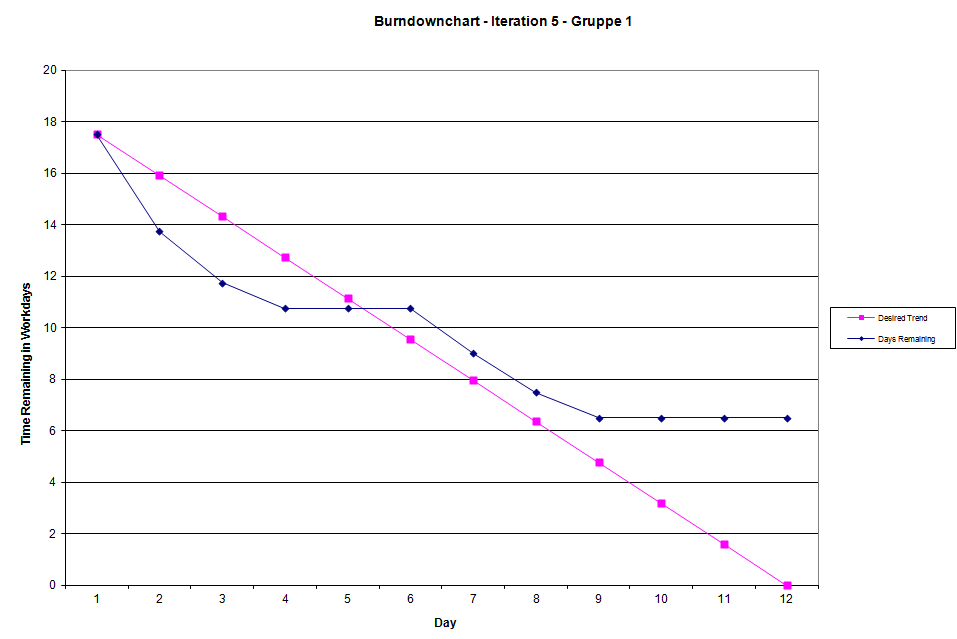 Burndownchart - Iteration 5 - Gruppe 1
Time Remaining in Workdays
20
18
16
14
12
10
8
6
4
2
0
1 2 3 4 5 6 7 8 9 10 11 12
Day
Desired Trend
Days Remaining